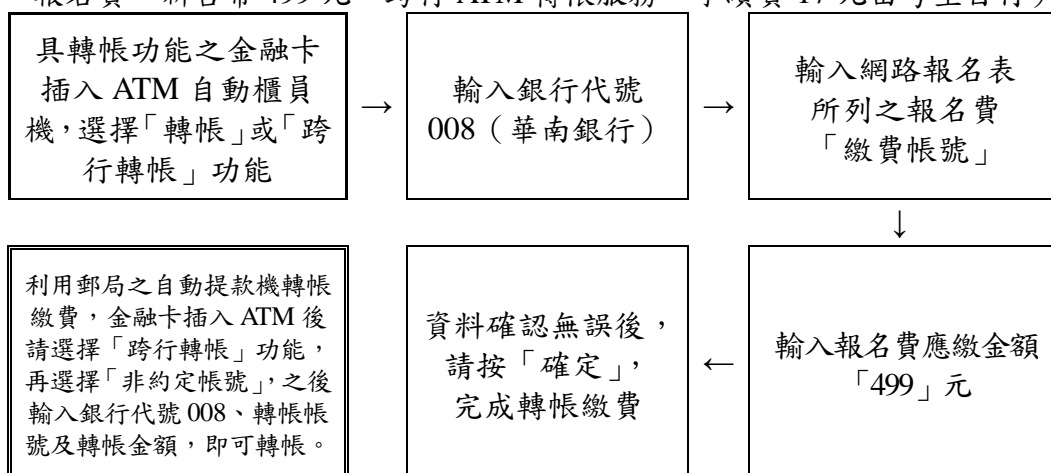 具轉帳功能之金融卡
插入 ATM 自動櫃員
機，選擇「轉帳」或「跨
行轉帳」功能
→
輸入銀行代號
008（華南銀行）
→
輸入網路報名表
所列之報名費
「繳費帳號」
↓
輸入報名費應繳金額
「499」元
←
資料確認無誤後，
請按「確定」，
完成轉帳繳費
利用郵局之自動提款機轉帳
繳費，金融卡插入 ATM 後
請選擇「跨行轉帳」功能，
再選擇「非約定帳號」，之後
輸入銀行代號 008、轉帳帳
號及轉帳金額，即可轉帳。